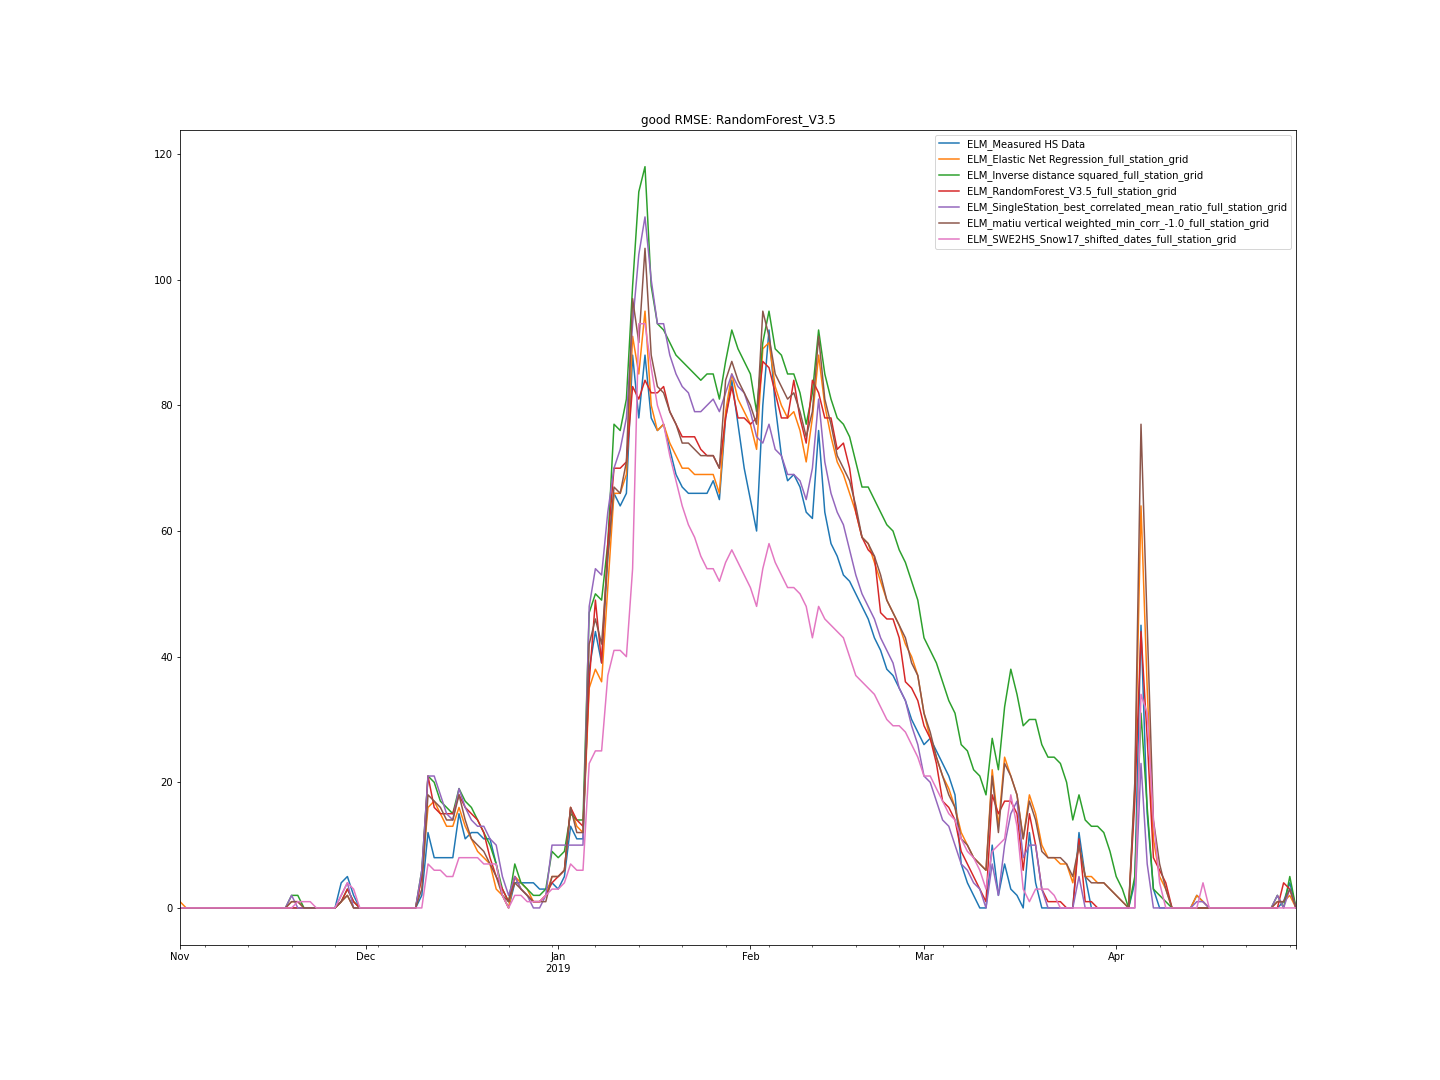 good RMSE: RandomForest_V3.5
ELM_Measured HS Data
ELM_Elastic Net Regression_full_station_grid
ELM_Inverse distance squared_full_station_grid
ELM_RandomForest_V3.5_full_station_grid
ELM_SingleStation_best_correlated_mean_ratio_full_station_grid
ELM_matiu vertical weighted_min_corr_-1.0_full_station_grid
ELM_SWE2HS_Snow17_shifted_dates_full_station_grid
120
100
80
60
40
20
0
Nov Dec Jan Feb Mar Apr
2019